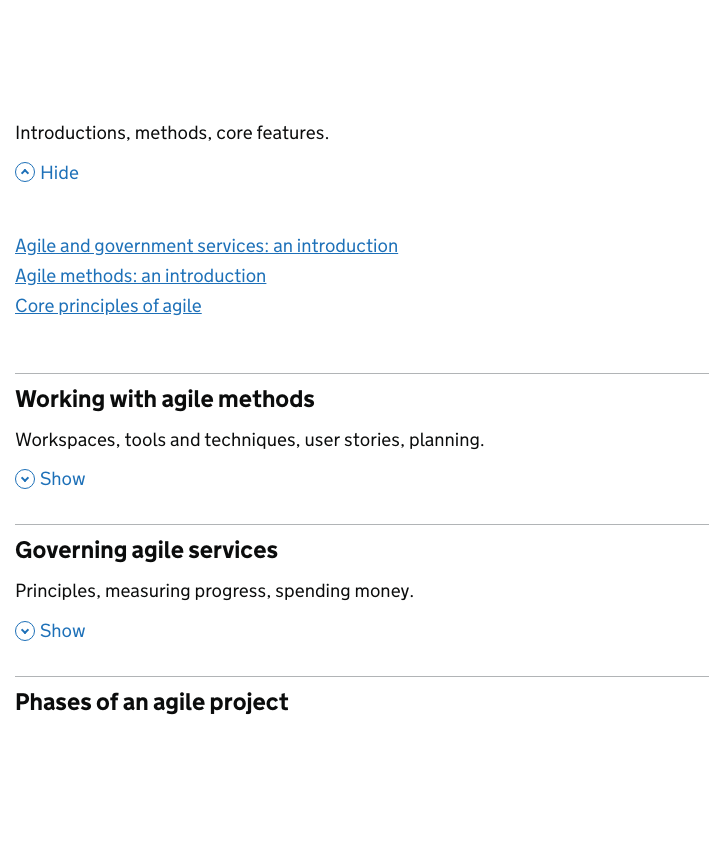 Introductions, methods, core features.
Hide
Agile and government services: an introduction
Agile methods: an introduction
Core principles of agile
Working with agile methods
Workspaces, tools and techniques, user stories, planning.
Show
Governing agile services
Principles, measuring progress, spending money.
Show
Phases of an agile project